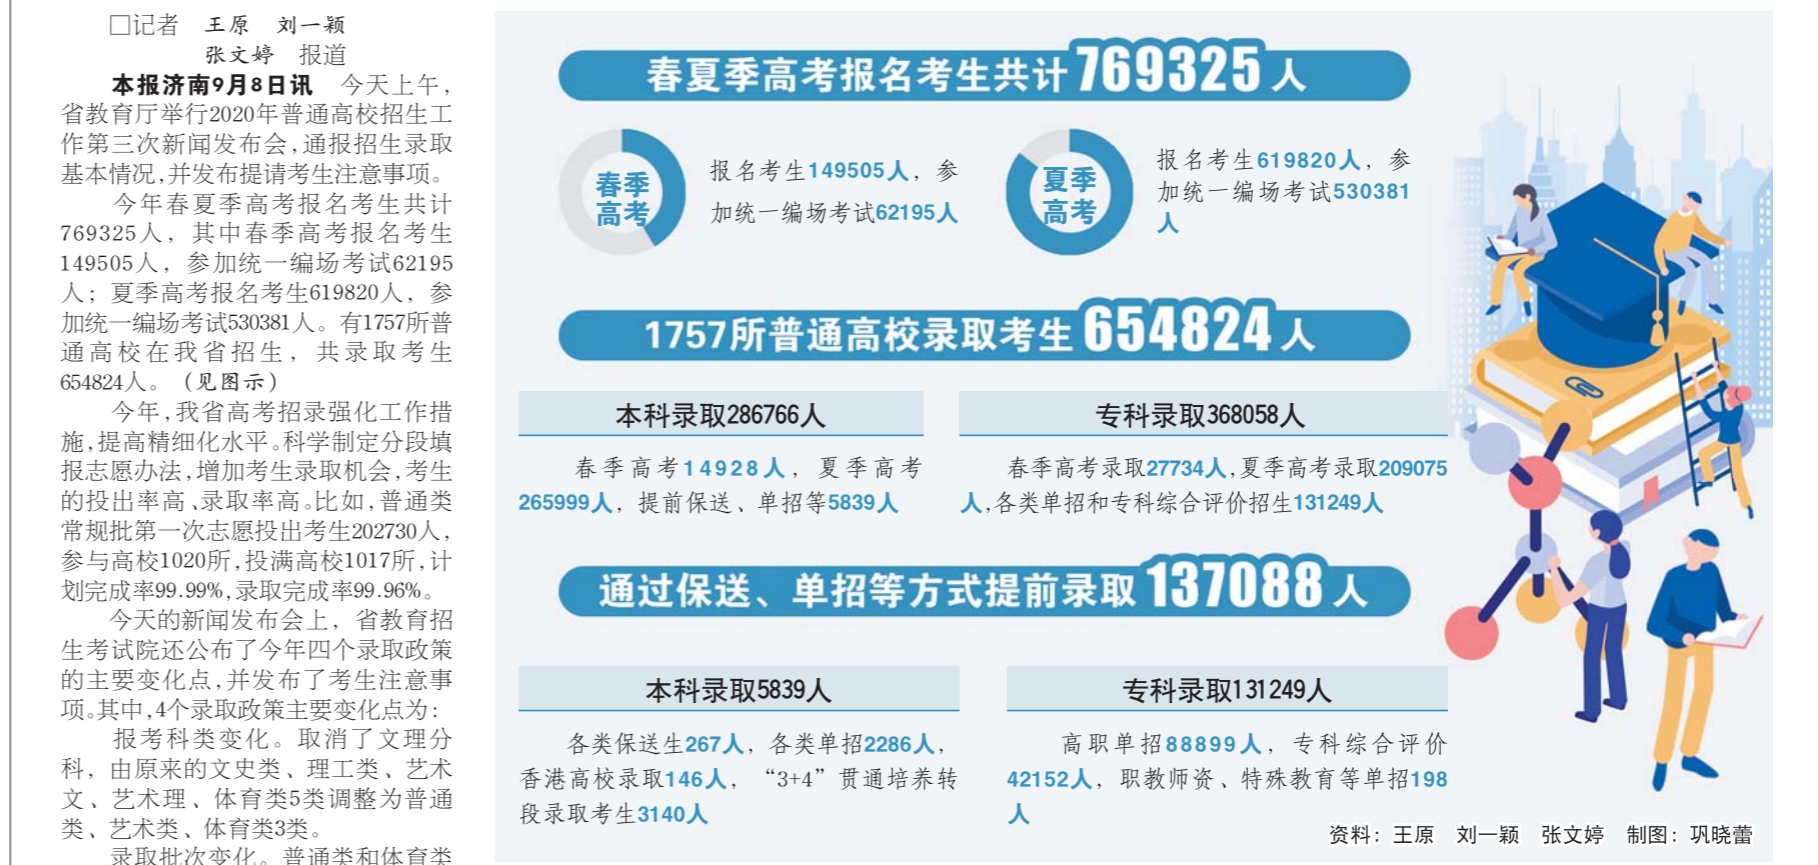 □记者 王原 刘一颖
张文婷 报道
本报济南9月8日讯 今天上午，
省教育厅举行2020年普通高校招生工
作第三次新闻发布会，通报招生录取
基本情况，并发布提请考生注意事项。
今年春夏季高考报名考生共计
769325人，其中春季高考报名考生
149505人，参加统一编场考试62195
人；夏季高考报名考生619820人，参
加统一编场考试530381人。有1757所普
通高校在我省招生，共录取考生
654824人。（见图示）
今年，我省高考招录强化工作措
施，提高精细化水平。科学制定分段填
报志愿办法，增加考生录取机会，考生
的投出率高、录取率高。比如，普通类
常规批第一次志愿投出考生202730人，
参与高校1020所，投满高校1017所，计
划完成率99.99%，录取完成率99.96%。
今天的新闻发布会上，省教育招
生考试院还公布了今年四个录取政策
的主要变化点，并发布了考生注意事
项。其中，4个录取政策主要变化点为：
报考科类变化。取消了文理分
科，由原来的文史类、理工类、艺术
文、艺术理、体育类5类调整为普通
类、艺术类、体育类3类。
录取批次变化。普通类和体育类
春夏季高考报名考生共计769325人
春季
高考
报名考生149505人，参
加统一编场考试62195人
夏季
高考
报名考生619820人，参
加统一编场考试530381
人
1757所普通高校录取考生654824人
本科录取286766人
春季高考14928人，夏季高考
265999人，提前保送、单招等5839人
专科录取368058人
春季高考录取27734人，夏季高考录取209075
人，各类单招和专科综合评价招生131249人
通过保送、单招等方式提前录取137088人
本科录取5839人
各类保送生267人，各类单招2286人，
香港高校录取146人，“3+4”贯通培养转
段录取考生3140人
专科录取131249人
高职单招88899人，专科综合评价
42152人，职教师资、特殊教育等单招198
人
资料：王原 刘一颖 张文婷 制图：巩晓蕾